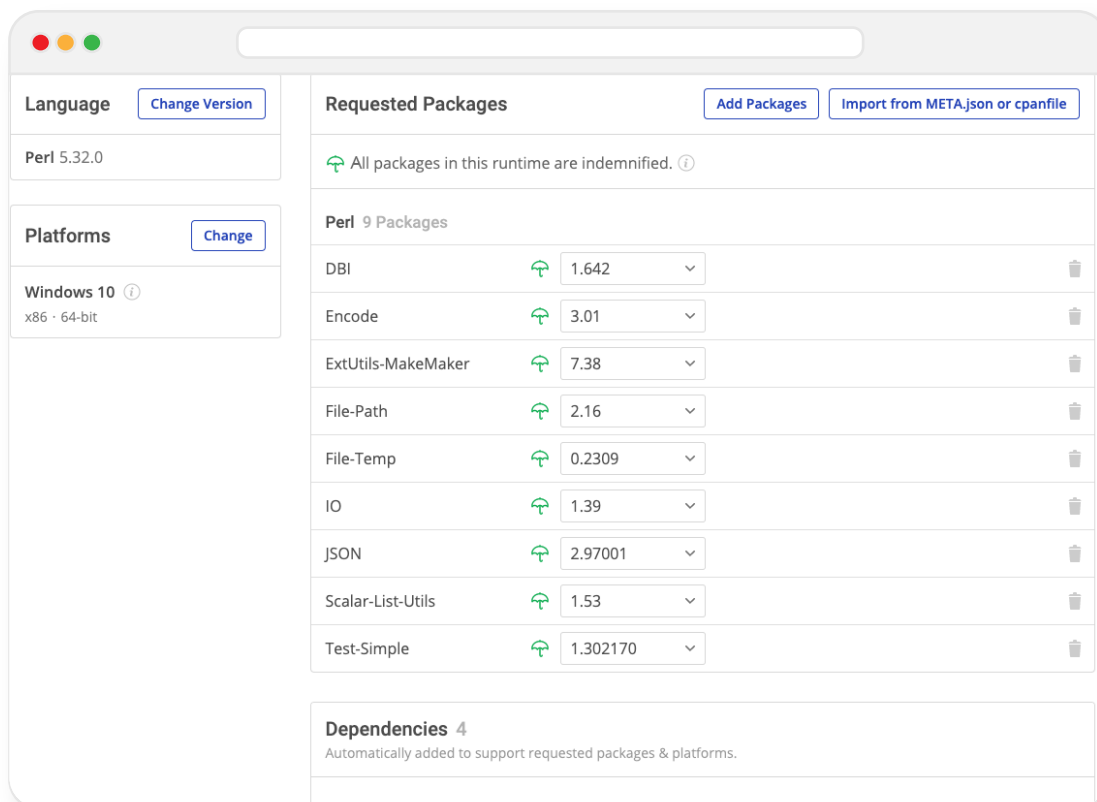 Language
Change Version
Perl 5.32.0
Platforms
Change
Windows 10
x86 · 64-bit
Requested Packages
Add Packages
Import from META.json or cpanfile
All packages in this runtime are indemnified.
Perl 9 Packages
DBI 1.642
Encode 3.01
ExtUtils-MakeMaker 7.38
File-Path 2.16
File-Temp 0.2309
IO 1.39
JSON 2.97001
Scalar-List-Utils 1.53
Test-Simple 1.302170
Dependencies 4
Automatically added to support requested packages & platforms.